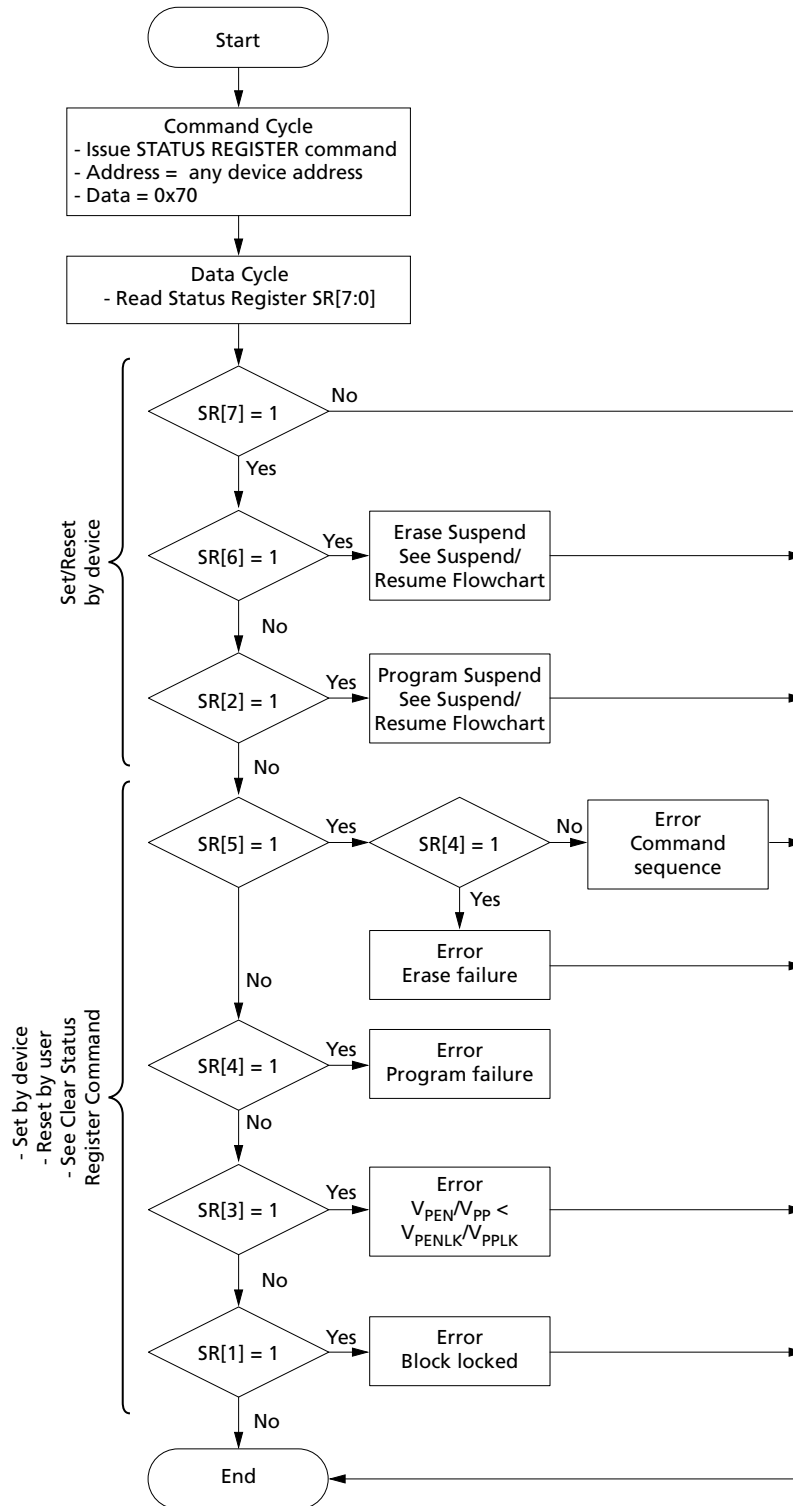 Start
Command Cycle
- Issue STATUS REGISTER command
- Address = any device address
- Data = 0x70
Data Cycle
- Read Status Register SR[7:0]
SR[7] = 1
No
Yes
Set/Reset
by device
SR[6] = 1
Yes
Erase Suspend
See Suspend/
Resume Flowchart
No
SR[2] = 1
Yes
Program Suspend
See Suspend/
Resume Flowchart
No
- Set by device
- Reset by user
- See Clear Status
Register Command
SR[5] = 1
Yes
SR[4] = 1
No
Error
Command
sequence
Yes
Error
Erase failure
No
SR[4] = 1
Yes
Error
Program failure
No
SR[3] = 1
Yes
Error
VPEN/VPP <
VPENLK/VPPLK
No
SR[1] = 1
Yes
Error
Block locked
No
End